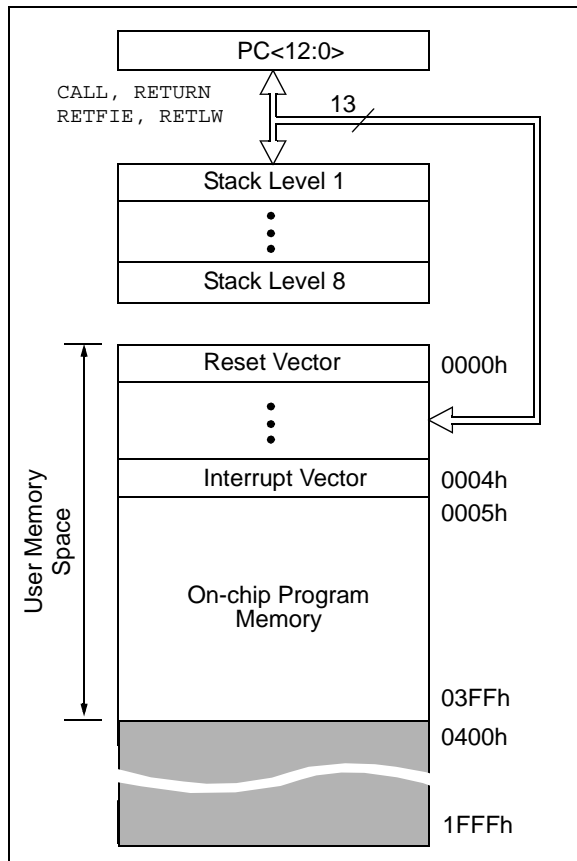 PC<12:0>
CALL, RETURN
RETFIE, RETLW
13
Stack Level 1
Stack Level 8
Reset Vector
0000h
Interrupt Vector
0004h
0005h
User Memory
Space
On-chip Program
Memory
03FFh
0400h
1FFFh